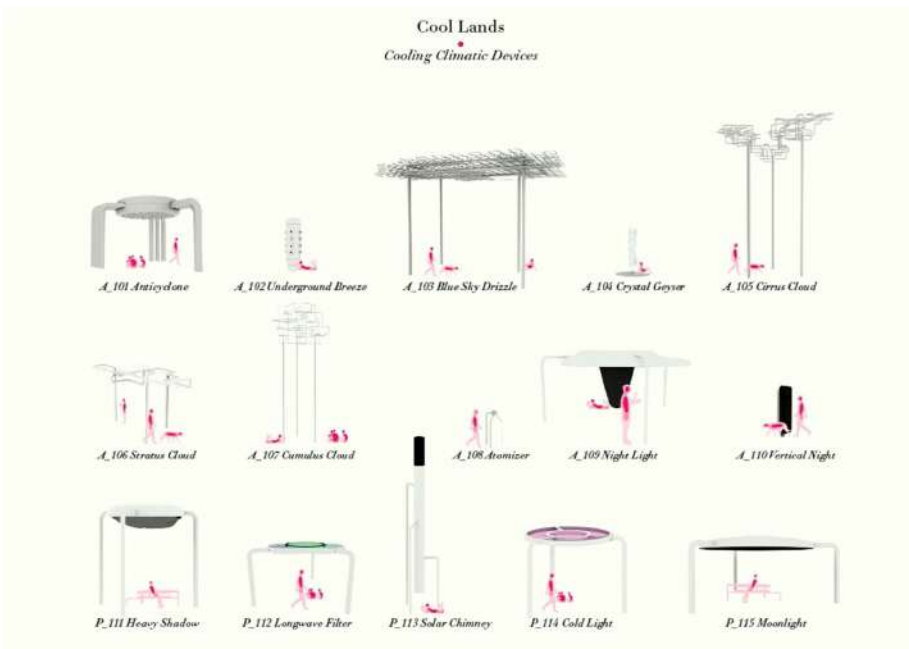 Cool Lands
Cooling Climatic Devices
A_101 Anticyclone
A_102 Underground Breeze
A_103 Blue Sky Drizzle
A_104 Crystal Geyser
A_105 Cirrus Cloud
A_106 Stratus Cloud
A_107 Cumulus Cloud
A_108 Atomizer
A_109 Night Light
A_110 Vertical Night
P_111 Heavy Shadow
P_112 Longwave Filter
P_113 Solar Chimney
P_114 Cold Light
P_115 Moonlight